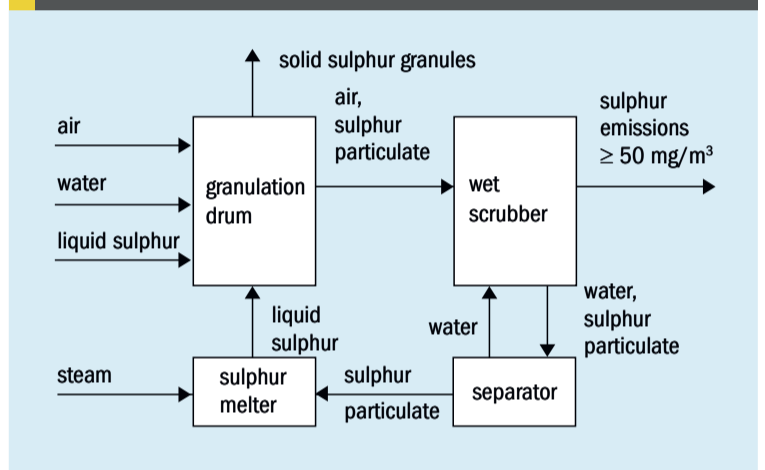 solid sulphur granules
air,
sulphur
particulate
sulphur
emissions
≥ 50 mg/m³
air
water
liquid sulphur
granulation
drum
wet
scrubber
liquid
sulphur
water
water,
sulphur
particulate
steam
sulphur
melter
sulphur
particulate
separator